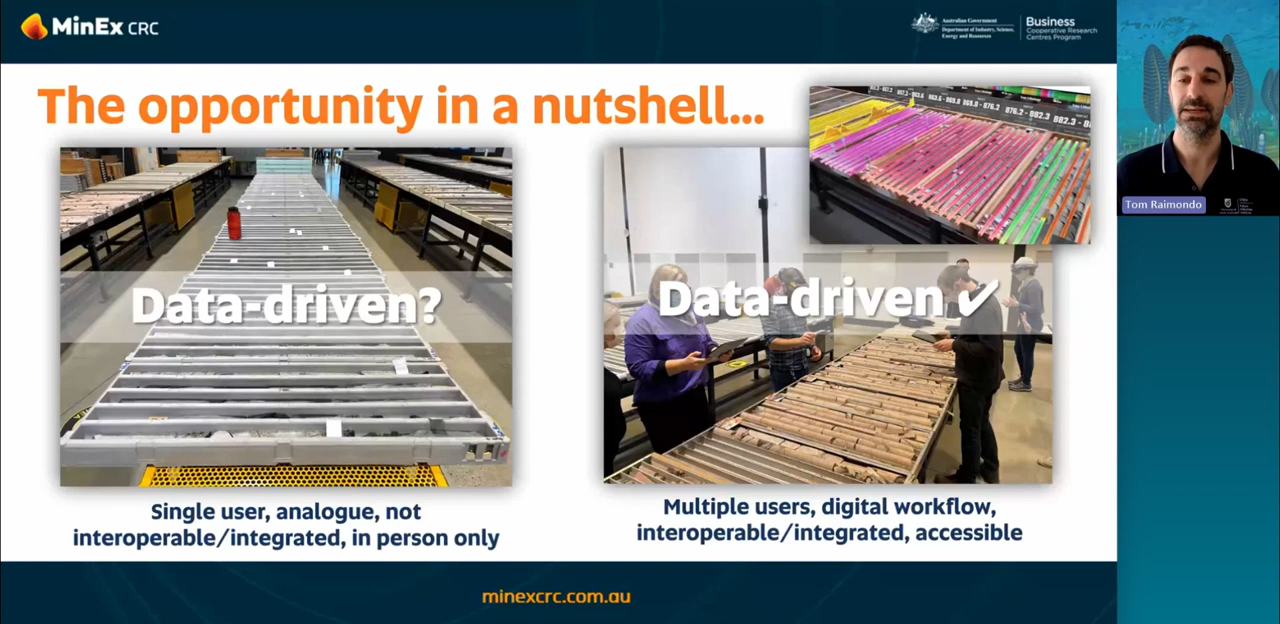 MinEx CRC
Australian Government
Department of Industry, Science,
Energy and Resources
Business
Cooperative Research
Centres Program
The opportunity in a nutshell...
Data-driven?
Data-driven ✔
Single user, analogue, not
interoperable/integrated, in person only
Multiple users, digital workflow,
interoperable/integrated, accessible
minexcrc.com.au
Tom Raimondo